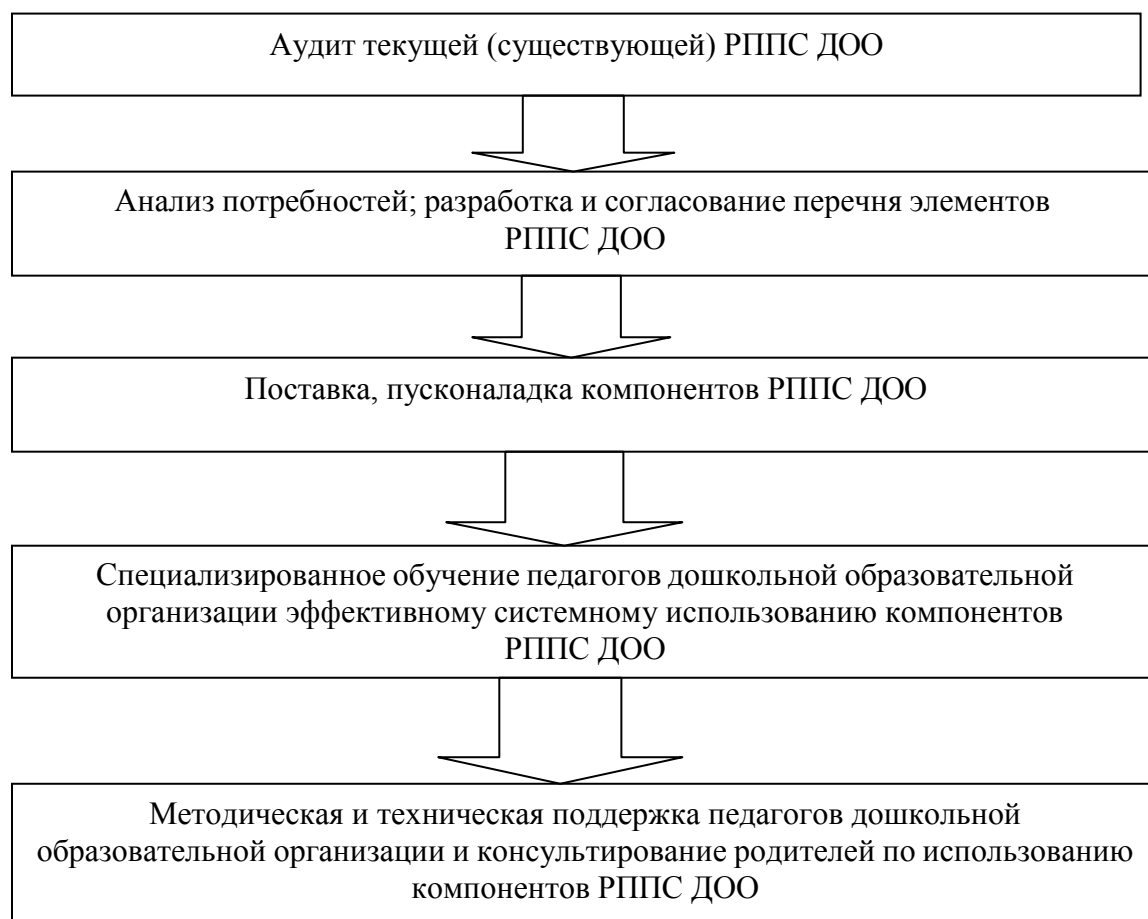 Аудит текущей (существующей) РППС ДОО
Анализ потребностей; разработка и согласование перечня элементов
РППС ДОО
Поставка, пусконаладка компонентов РППС ДОО
Специализированное обучение педагогов дошкольной образовательной
организации эффективному системному использованию компонентов
РППС ДОО
Методическая и техническая поддержка педагогов дошкольной
образовательной организации и консультирование родителей по использованию
компонентов РППС ДОО